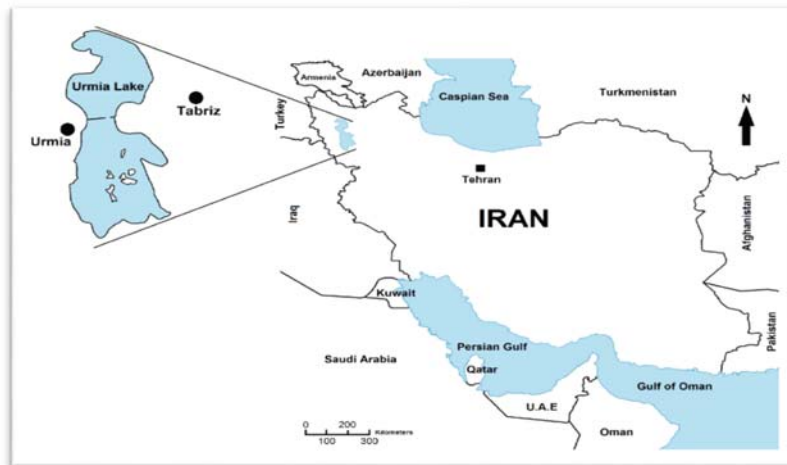 Urmia Lake
Tabriz
Urmia
Armenia
Azerbaijan
Caspian Sea
Turkmenistan
N
Turkey
Tehran
IRAN
Iraq
Afghanistan
Kuwait
Persian Gulf
Pakistan
Saudi Arabia
Qatar
Gulf of Oman
U.A.E
Oman
0 200
Kilometers
100 300